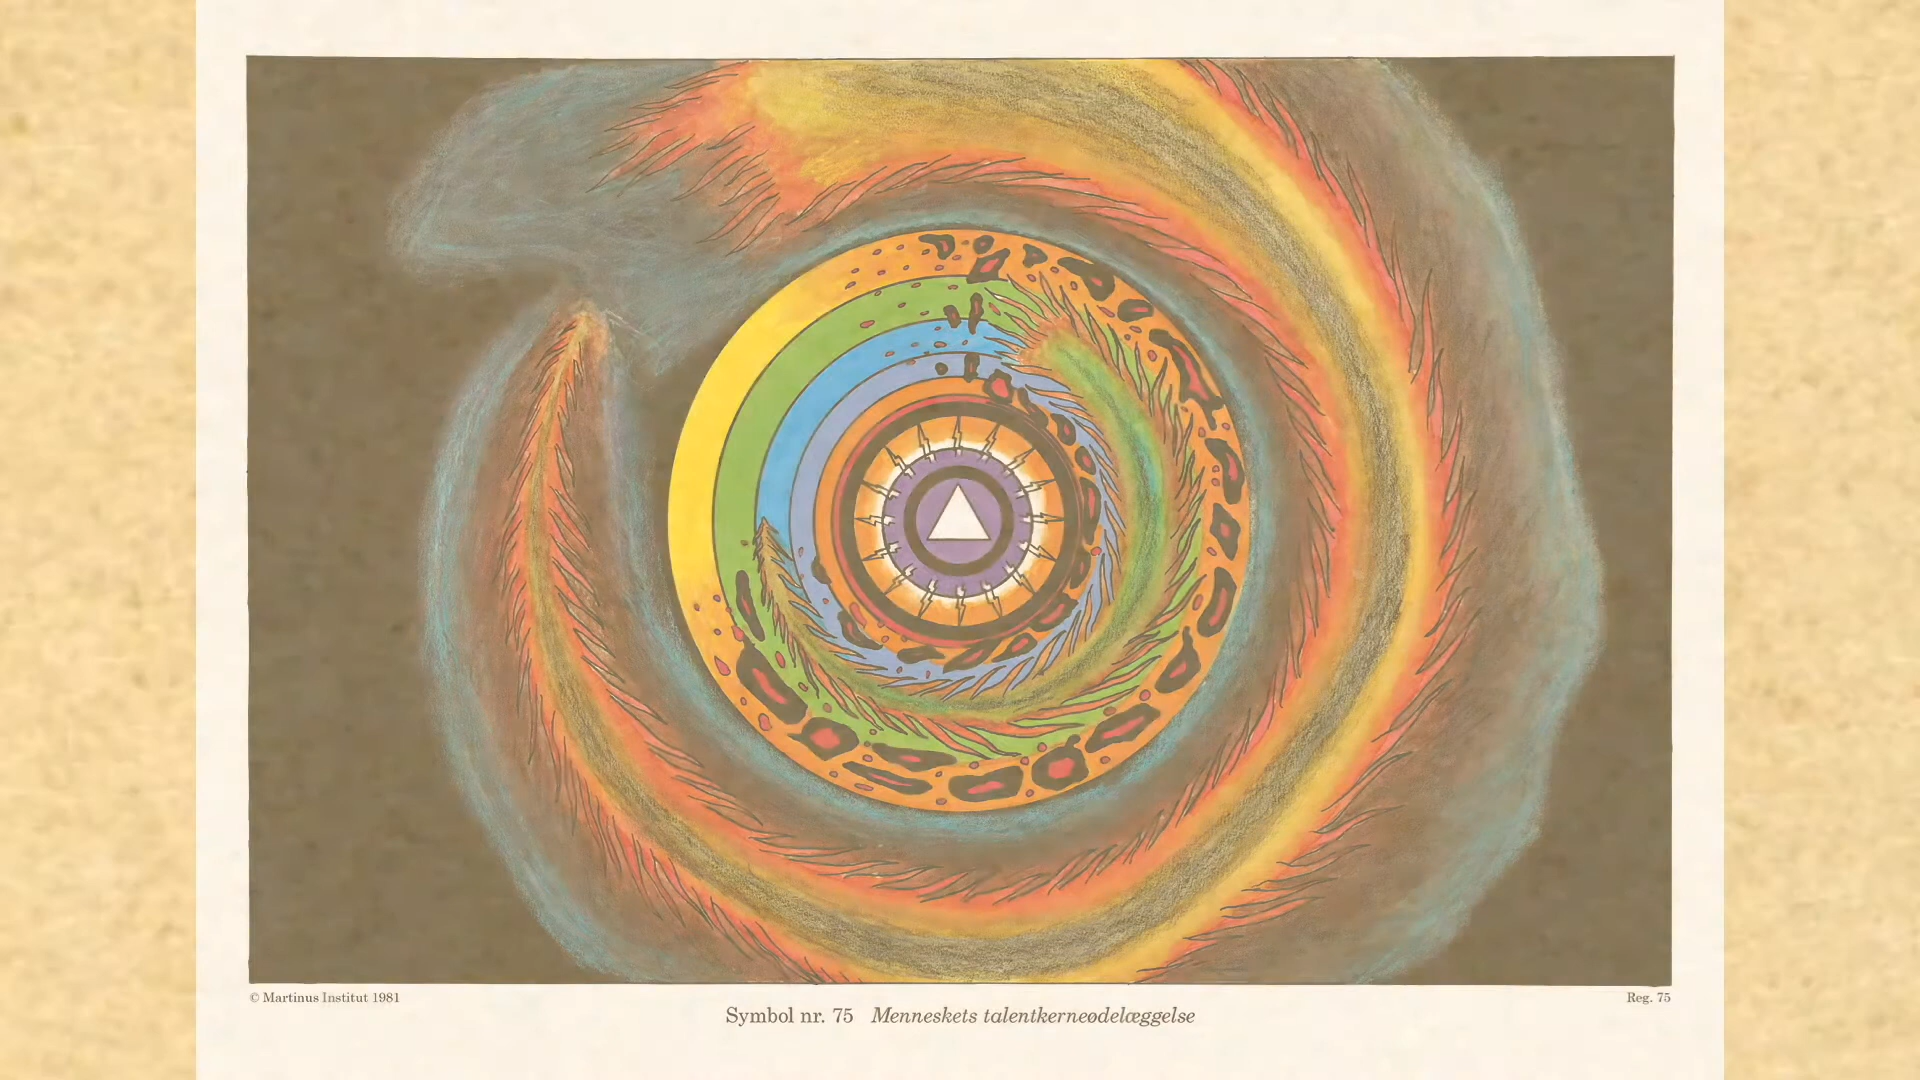 © Martinus Institut 1981
Reg. 75
Symbol nr. 75 Menneskets talentkerneødelæggelse